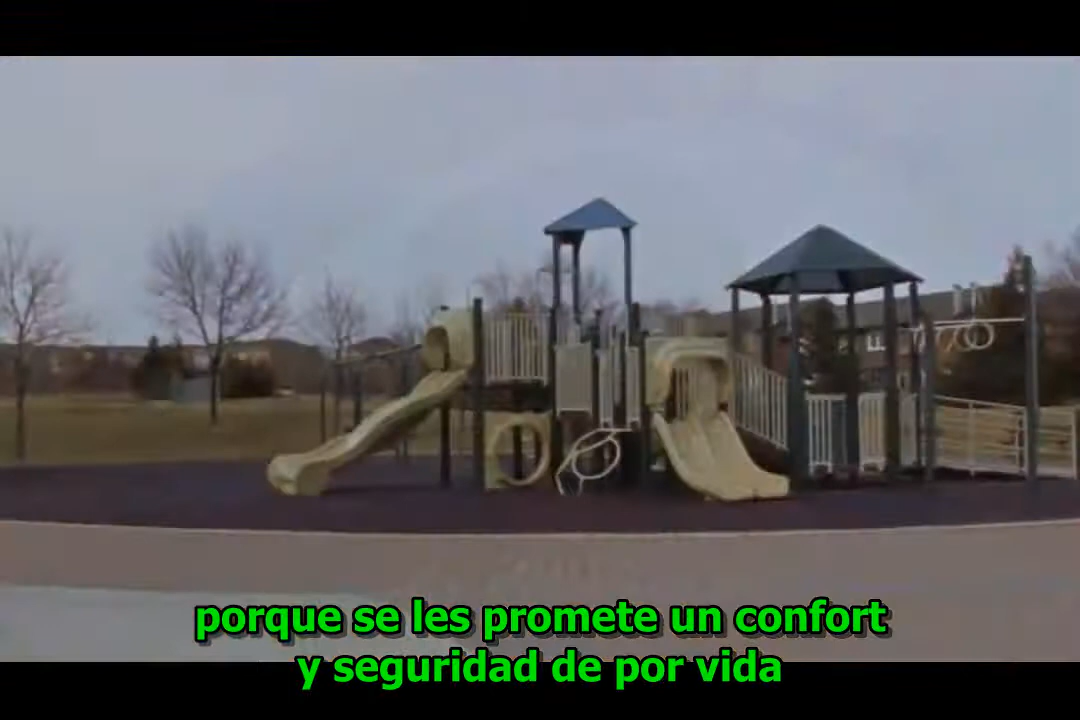 porque se les promete un confort
y seguridad de por vida